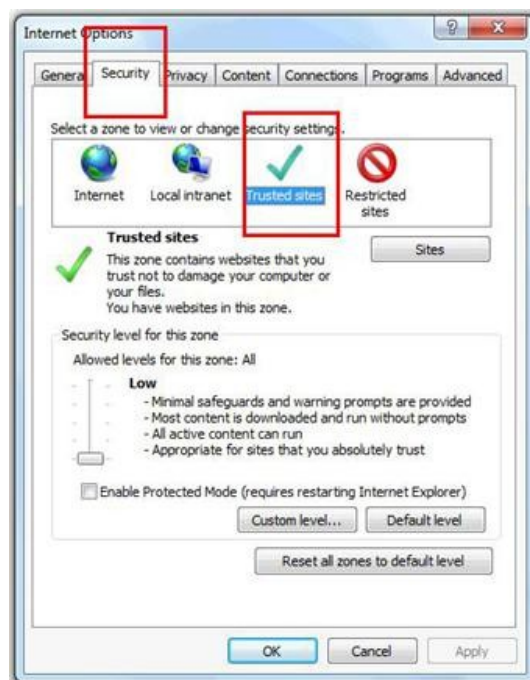 Internet Options
General Security Privacy Content Connections Programs Advanced
Select a zone to view or change security settings.
Internet Local intranet Trusted sites Restricted sites
Trusted sites
This zone contains websites that you
trust not to damage your computer or
your files.
You have websites in this zone.
Sites
Security level for this zone
Allowed levels for this zone: All
Low
- Minimal safeguards and warning prompts are provided
- Most content is downloaded and run without prompts
- All active content can run
- Appropriate for sites that you absolutely trust
Enable Protected Mode (requires restarting Internet Explorer)
Custom level... Default level
Reset all zones to default level
OK Cancel Apply